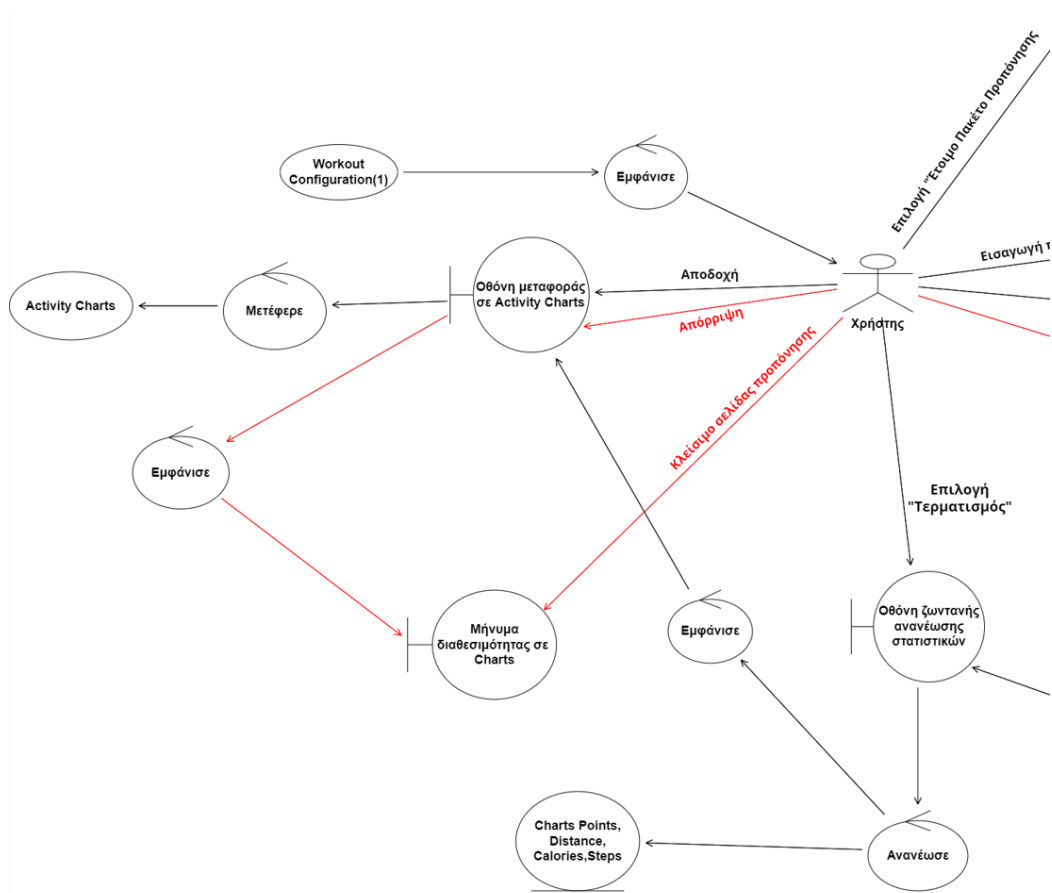 Επιλογή "Έτοιμο Πακέτο Προπόνησης
Workout
Configuration(1)
Εμφάνισε
Εισαγωγή
Αποδοχή
Οθόνη μεταφοράς
σε Activity Charts
Activity Charts
Μετέφερε
Απόρριψη
Χρήστης
Κλείσιμο σελίδας προπόνησης
Εμφάνισε
Επιλογή
"Τερματισμός"
Οθόνη ζωντανής
ανανέωσης
στατιστικών
Μήνυμα
διαθεσιμότητας σε
Charts
Εμφάνισε
Charts Points,
Distance,
Calories,Steps
Ανανέωσε